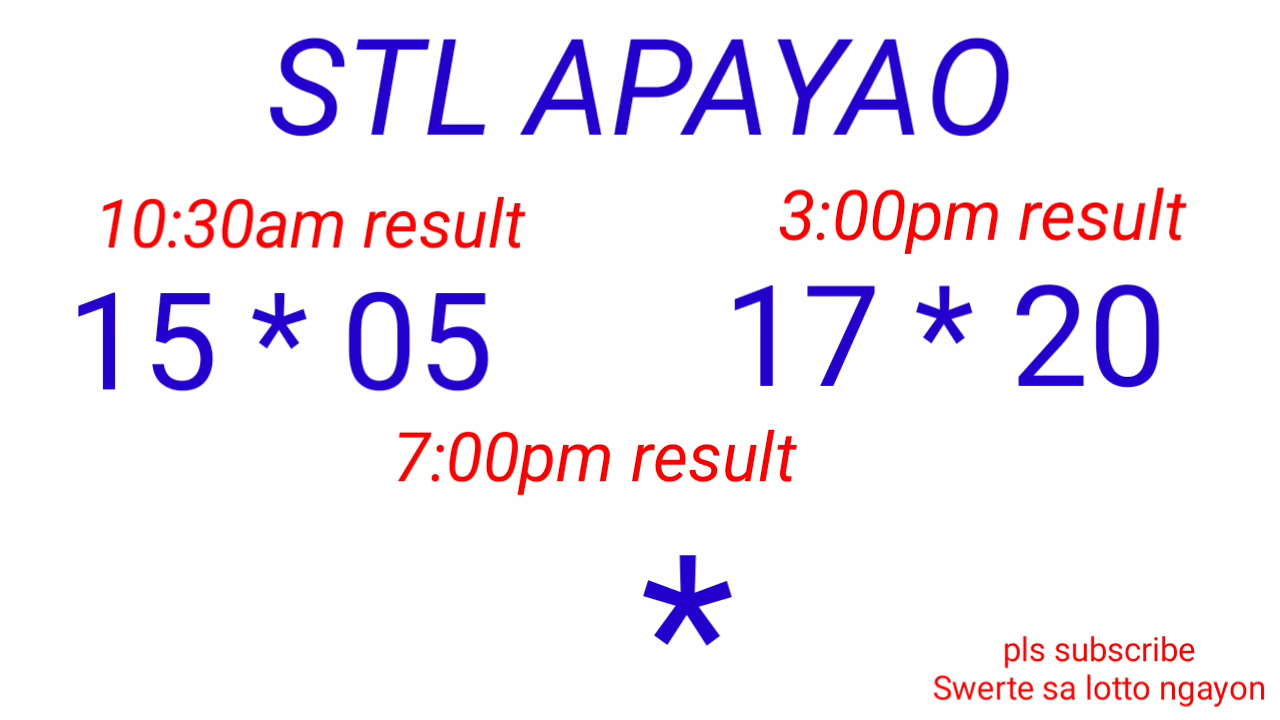 STL APAYAO
10:30am result
3:00pm result
15 * 05
17 * 20
7:00pm result
*
pls subscribe
Swerte sa lotto ngayon